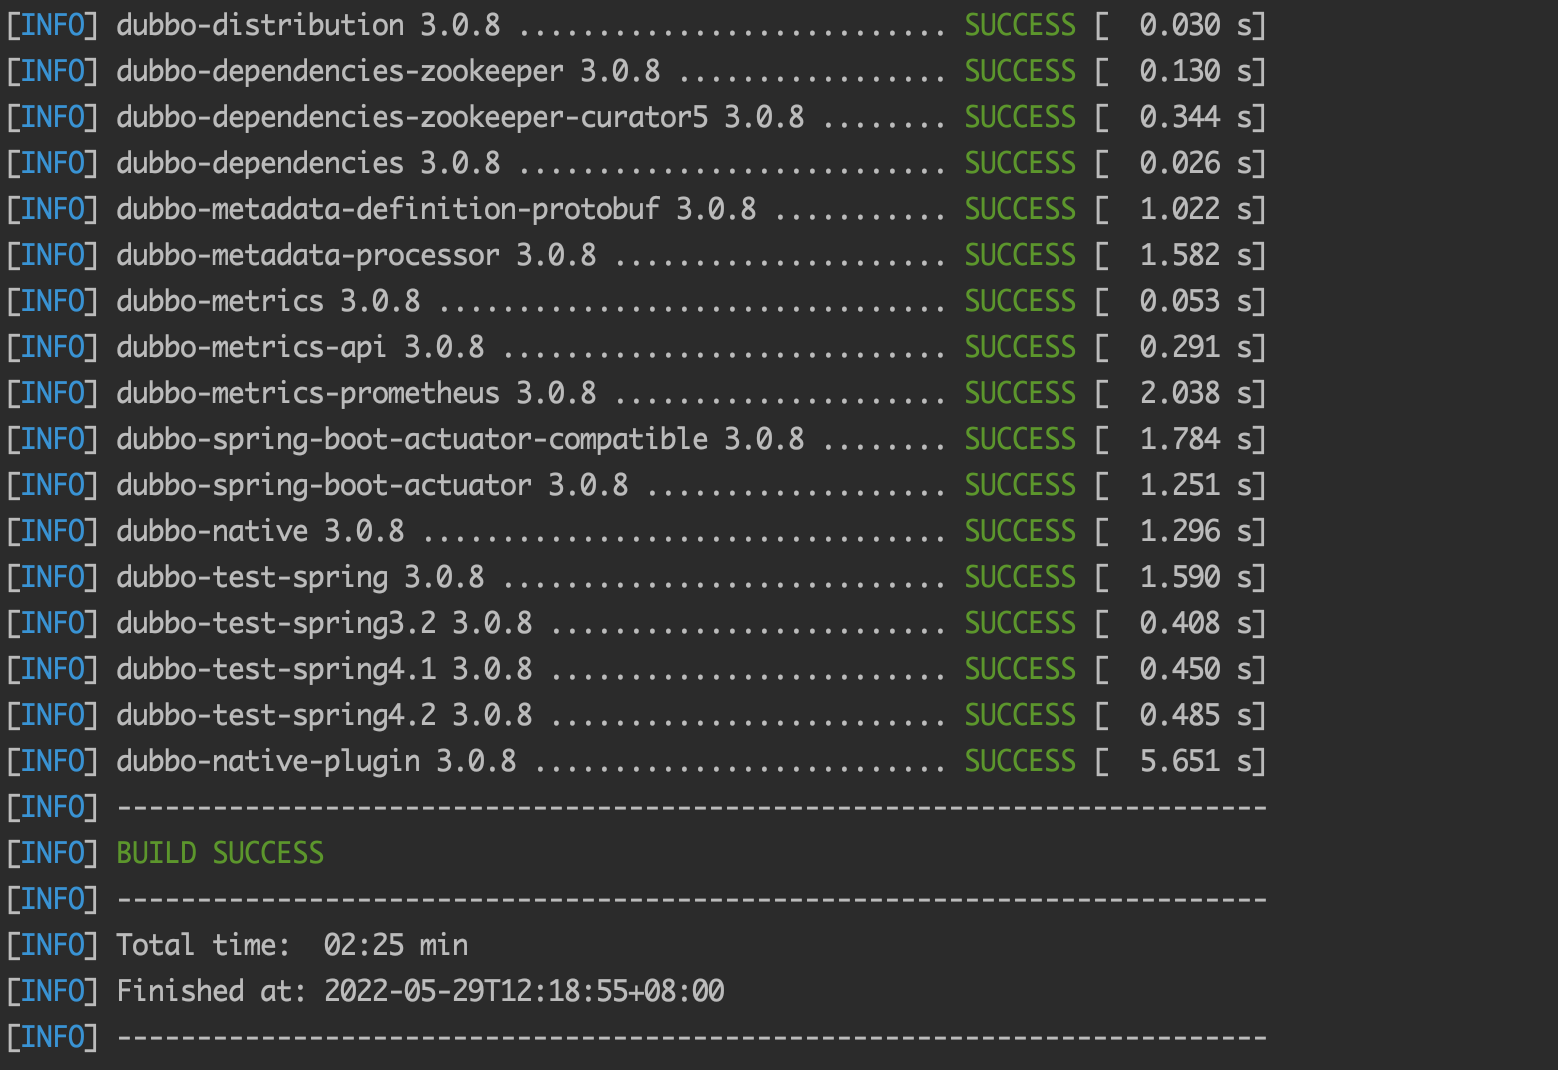 [INFO] dubbo-distribution 3.0.8 ........................... SUCCESS [  0.030 s]
[INFO] dubbo-dependencies-zookeeper 3.0.8 ................. SUCCESS [  0.130 s]
[INFO] dubbo-dependencies-zookeeper-curator5 3.0.8 ........ SUCCESS [  0.344 s]
[INFO] dubbo-dependencies 3.0.8 ........................... SUCCESS [  0.026 s]
[INFO] dubbo-metadata-definition-protobuf 3.0.8 ........... SUCCESS [  1.022 s]
[INFO] dubbo-metadata-processor 3.0.8 ..................... SUCCESS [  1.582 s]
[INFO] dubbo-metrics 3.0.8 ................................ SUCCESS [  0.053 s]
[INFO] dubbo-metrics-api 3.0.8 ............................ SUCCESS [  0.291 s]
[INFO] dubbo-metrics-prometheus 3.0.8 ..................... SUCCESS [  2.038 s]
[INFO] dubbo-spring-boot-actuator-compatible 3.0.8 ........ SUCCESS [  1.784 s]
[INFO] dubbo-spring-boot-actuator 3.0.8 ................... SUCCESS [  1.251 s]
[INFO] dubbo-native 3.0.8 ................................. SUCCESS [  1.296 s]
[INFO] dubbo-test-spring 3.0.8 ............................ SUCCESS [  1.590 s]
[INFO] dubbo-test-spring3.2 3.0.8 ......................... SUCCESS [  0.408 s]
[INFO] dubbo-test-spring4.1 3.0.8 ......................... SUCCESS [  0.450 s]
[INFO] dubbo-test-spring4.2 3.0.8 ......................... SUCCESS [  0.485 s]
[INFO] dubbo-native-plugin 3.0.8 .......................... SUCCESS [  5.651 s]
[INFO] ------------------------------------------------------------------------
[INFO] BUILD SUCCESS
[INFO] ------------------------------------------------------------------------
[INFO] Total time:  02:25 min
[INFO] Finished at: 2022-05-29T12:18:55+08:00
[INFO] ------------------------------------------------------------------------